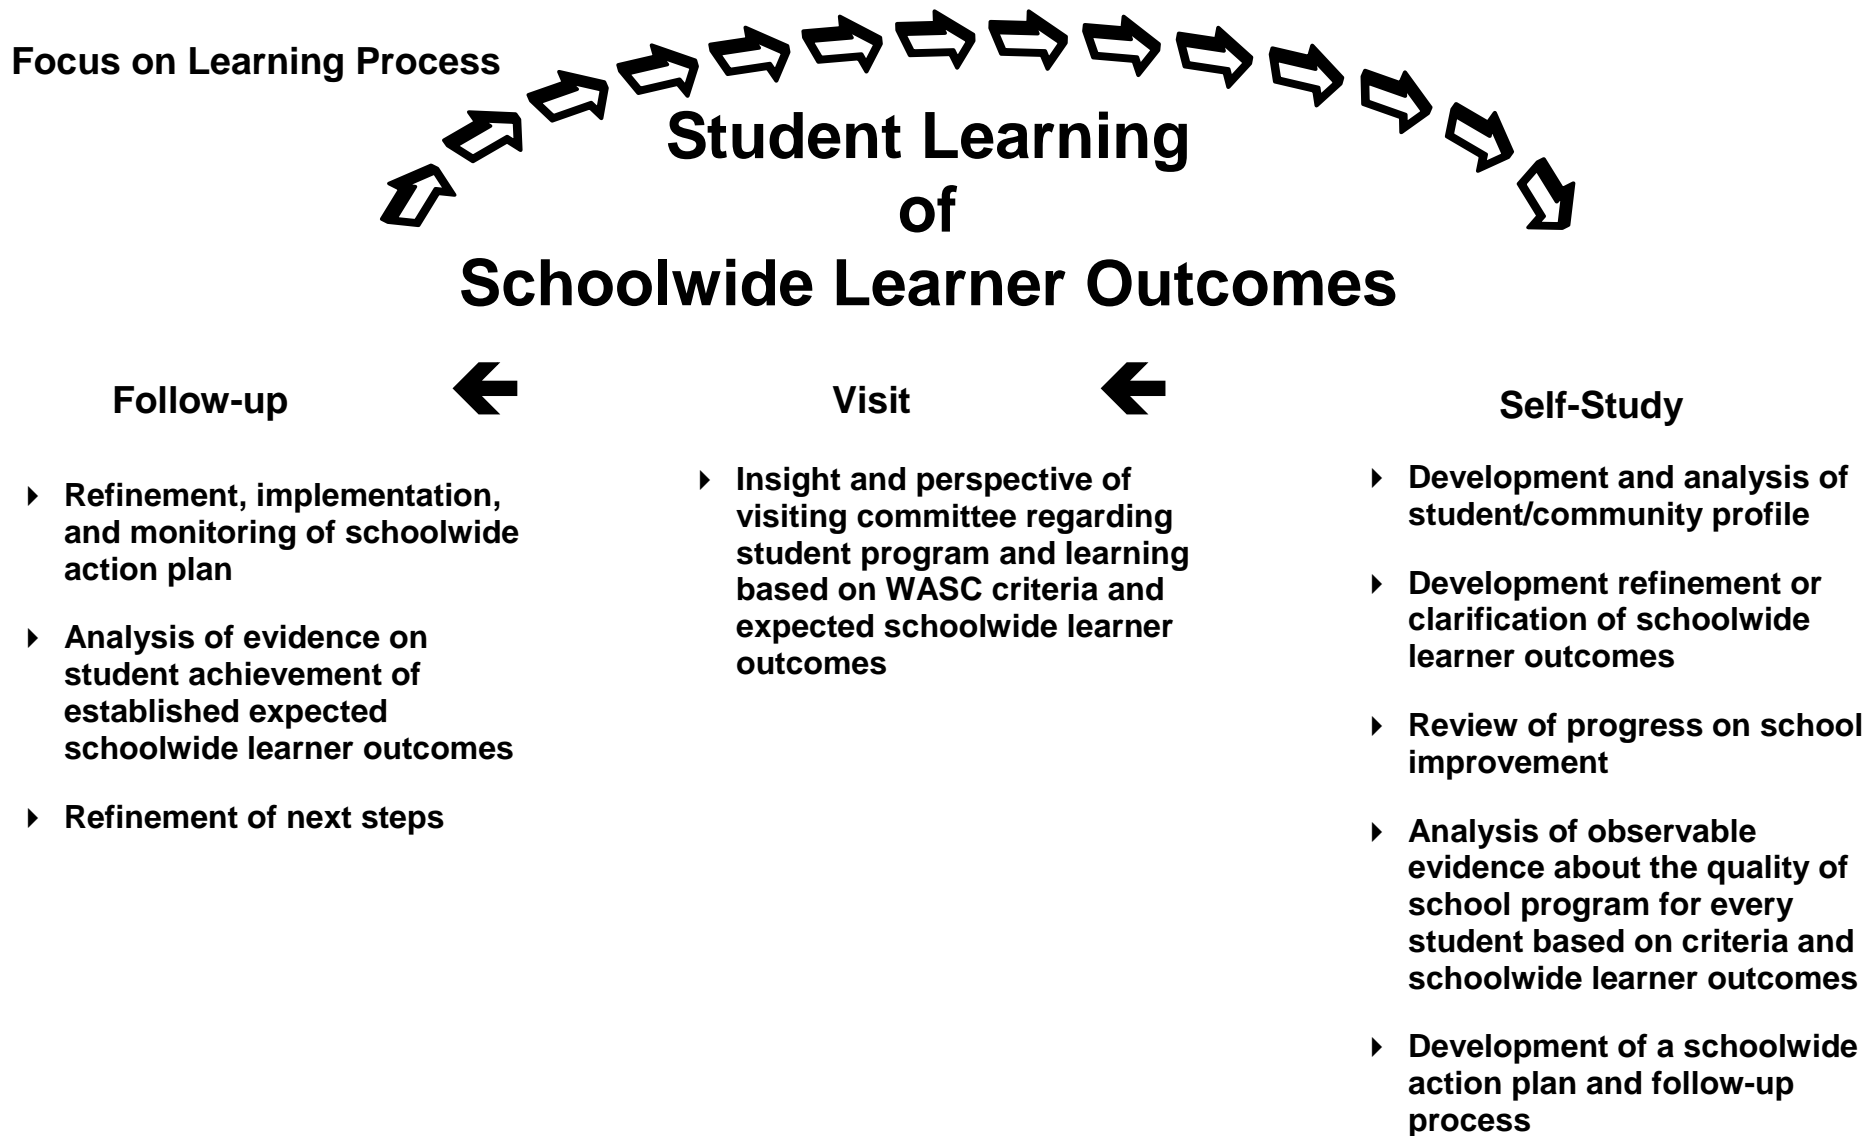 Focus on Learning Process
Student Learning
of
Schoolwide Learner Outcomes
Follow-up
Refinement, implementation,
and monitoring of schoolwide
action plan
Analysis of evidence on
student achievement of
established expected
schoolwide learner outcomes
Refinement of next steps
Visit
Insight and perspective of
visiting committee regarding
student program and learning
based on WASC criteria and
expected schoolwide learner
outcomes
Self-Study
Development and analysis of
student/community profile
Development refinement or
clarification of schoolwide
learner outcomes
Review of progress on school
improvement
Analysis of observable
evidence about the quality of
school program for every
student based on criteria and
schoolwide learner outcomes
Development of a schoolwide
action plan and follow-up
process